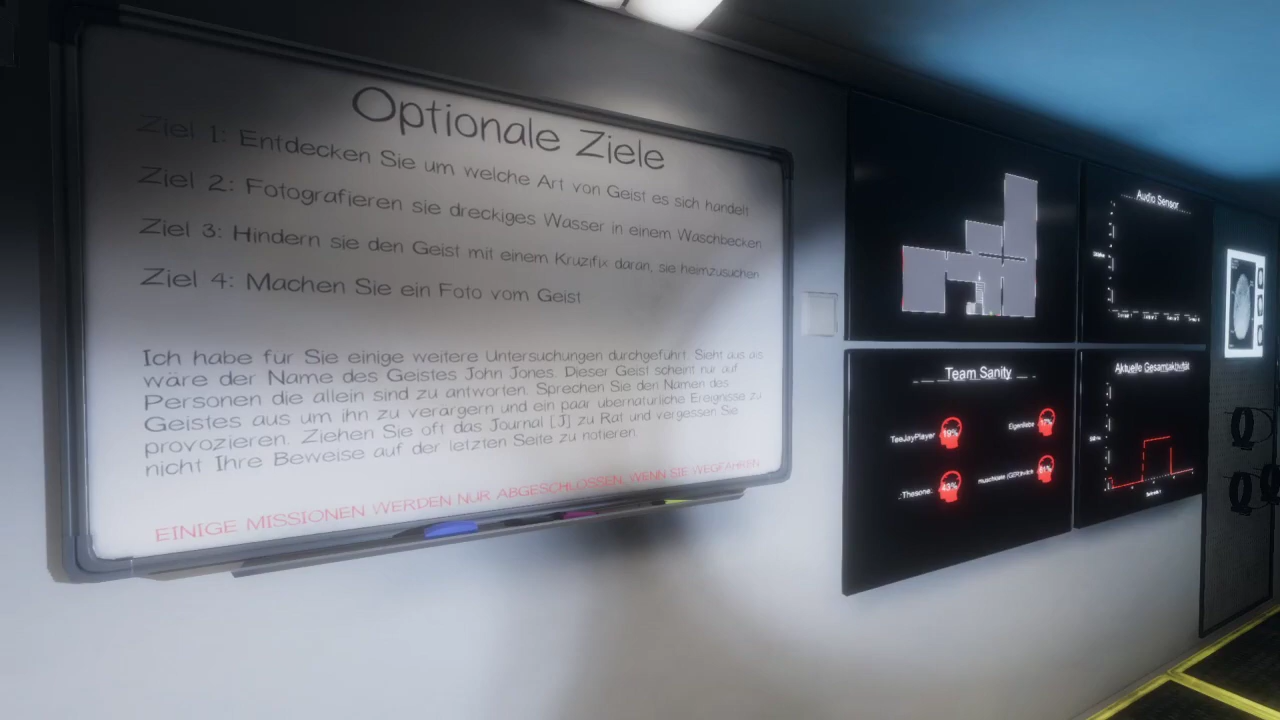 Optionale Ziele
Ziel 1: Entdecken Sie um welche Art von Geist es sich handelt
Ziel 2: Fotografieren sie dreckiges Wasser in einem Waschbecken
Ziel 3: Hindern sie den Geist mit einem Kruzifix daran, sie heimzusuchen
Ziel 4: Machen Sie ein Foto vom Geist
Ich habe für Sie einige weitere Untersuchungen durchgeführt. Sieht aus als
wäre der Name des Geistes John Jones. Dieser Geist scheint nur auf
Personen die allein sind zu antworten. Sprechen Sie den Namen des
Geistes aus um ihn zu verärgern und ein paar übernatürliche Ereignisse zu
provozieren. Ziehen Sie oft das Journal [J] zu Rat und vergessen Sie
nicht Ihre Beweise auf der letzten Seite zu notieren.
EINIGE MISSIONEN WERDEN NUR ABGESCHLOSSEN, WENN SIE WEGFAHREN
Audio Sensor
Team Sanity
TeeJayPlayer 19%
Eigenliebe
.:Thesone:. 43%
Aktuelle Gesamtaktivität